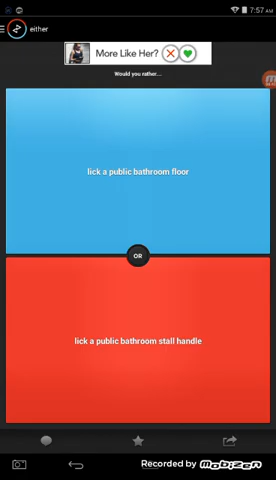 7:57 AM
either
More Like Her?
Would you rather...
lick a public bathroom floor
OR
lick a public bathroom stall handle
Recorded by Mobizen